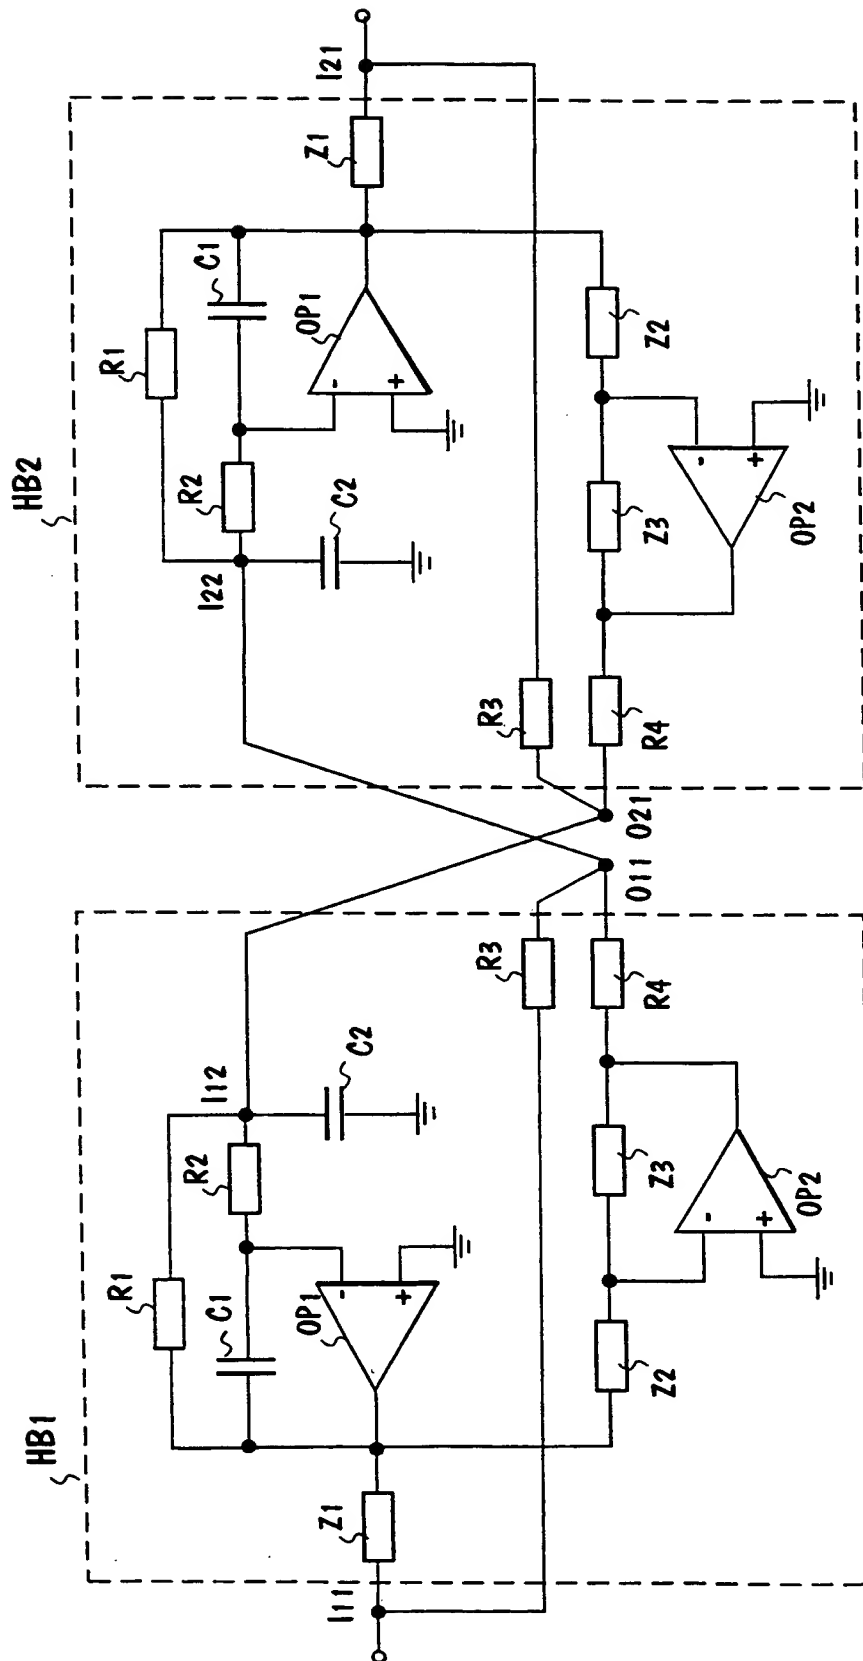 HB1
HB2
R1
R1
C1
R2
I12
I22
R2
C1
I11
Z1
OP1
-
+
C2
C2
OP1
-
+
Z1
I21
R3
R3
Z2
Z3
R4
O11
O21
R4
Z3
Z2
-
+
OP2
OP2
-
+